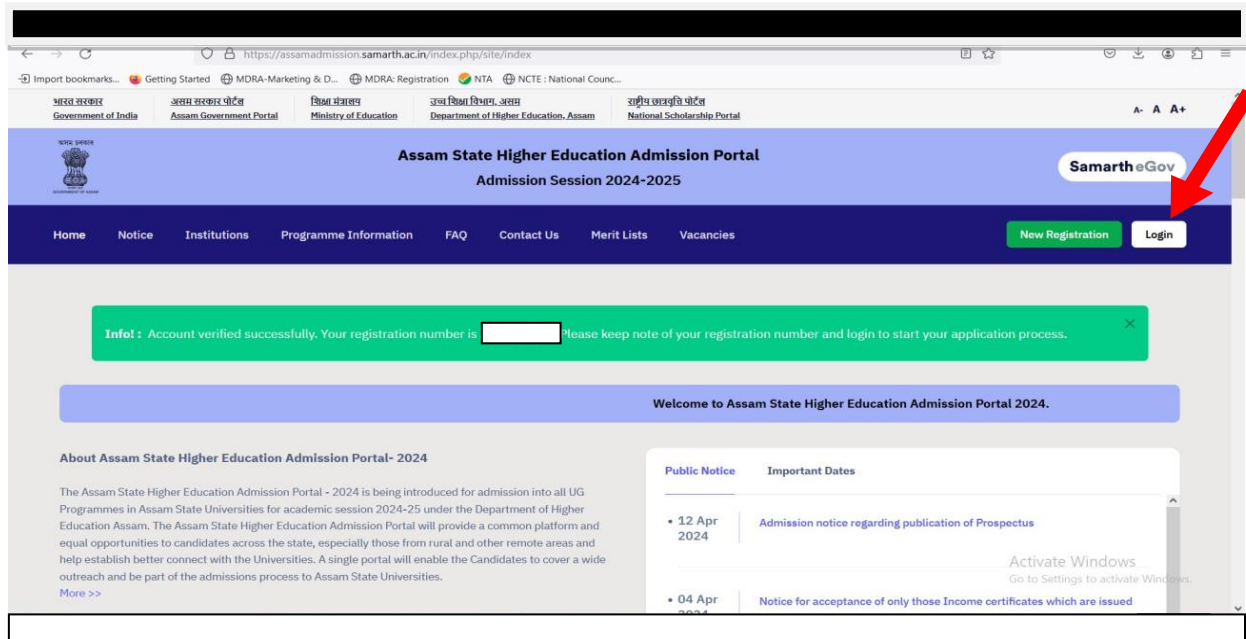 https://assamadmission.samarth.ac.in/index.php/site/index
Import bookmarks... Getting Started MDRA-Marketing & D... MDRA: Registration NTA NCTE : National Counc...
भारत सरकार असम सरकार पोर्टल शिक्षा मंत्रालय उच्च शिक्षा विभाग, असम राष्ट्रीय छात्रवृत्ति पोर्टल
Government of India Assam Government Portal Ministry of Education Department of Higher Education, Assam National Scholarship Portal
A- A A+
Assam State Higher Education Admission Portal
Admission Session 2024-2025
Samarth eGov
Home Notice Institutions Programme Information FAQ Contact Us Merit Lists Vacancies New Registration Login
Info! : Account verified successfully. Your registration number is Please keep note of your registration number and login to start your application process.
Welcome to Assam State Higher Education Admission Portal 2024.
About Assam State Higher Education Admission Portal- 2024
The Assam State Higher Education Admission Portal - 2024 is being introduced for admission into all UG
Programmes in Assam State Universities for academic session 2024-25 under the Department of Higher
Education Assam. The Assam State Higher Education Admission Portal will provide a common platform and
equal opportunities to candidates across the state, especially those from rural and other remote areas and
help establish better connect with the Universities. A single portal will enable the Candidates to cover a wide
outreach and be part of the admissions process to Assam State Universities.
More >>
Public Notice Important Dates
12 Apr
2024
Admission notice regarding publication of Prospectus
04 Apr
2024
Notice for acceptance of only those Income certificates which are issued
Activate Windows
Go to Settings to activate Windows.